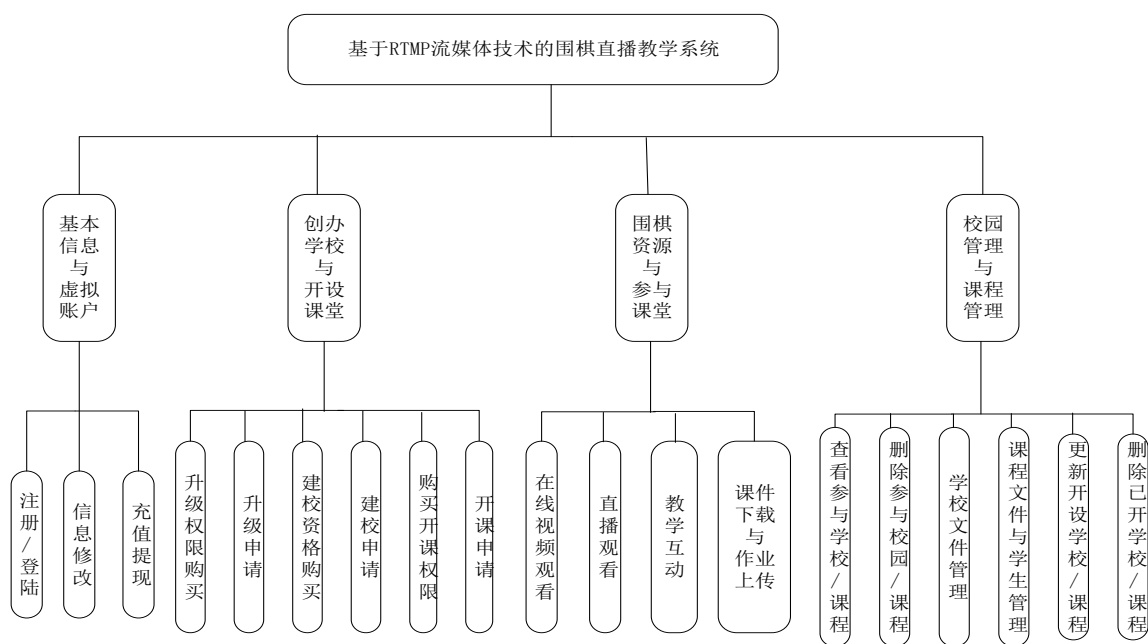 基于RTMP流媒体技术的围棋直播教学系统
基本
信息
与
虚拟
账户
创办
学校
与
开设
课堂
围棋
资源
与
参与
课堂
校园
管理
与
课程
管理
注册/登陆
信息修改
充值提现
升级权限购买
升级申请
建校资格购买
建校申请
购买开课权限
开课申请
在线视频观看
直播观看
教学互动
课件
下载
与
作业
上传
查看参与学校/课程
删除参与校园/课程
学校文件管理
课程文件与学生管理
更新开设学校/课程
删除已开学校/课程